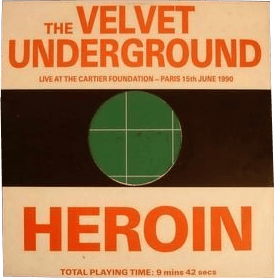 THE VELVET
UNDERGROUND
LIVE AT THE CARTIER FOUNDATION – PARIS 15th JUNE 1990
HEROIN
TOTAL PLAYING TIME: 9 mins 42 secs